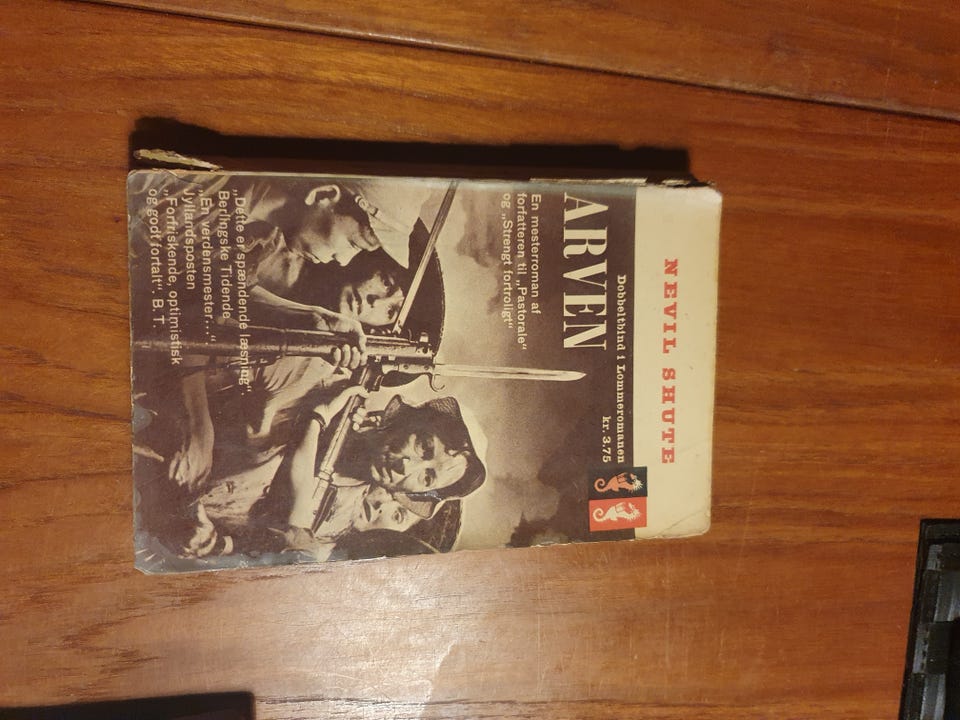 NEVIL SHUTE
Dobbeltbind i Lommeromanen
kr. 3.75
ARVEN
En mesterroman af
forfatteren til „Pastorale“
og „Strengt fortroligt“
„Dette er spændende læsning“.
Berlingske Tidende
„En verdensmester...“.
Jyllandsposten
„Forfriskende, optimistisk
og godt fortalt“. B. T.